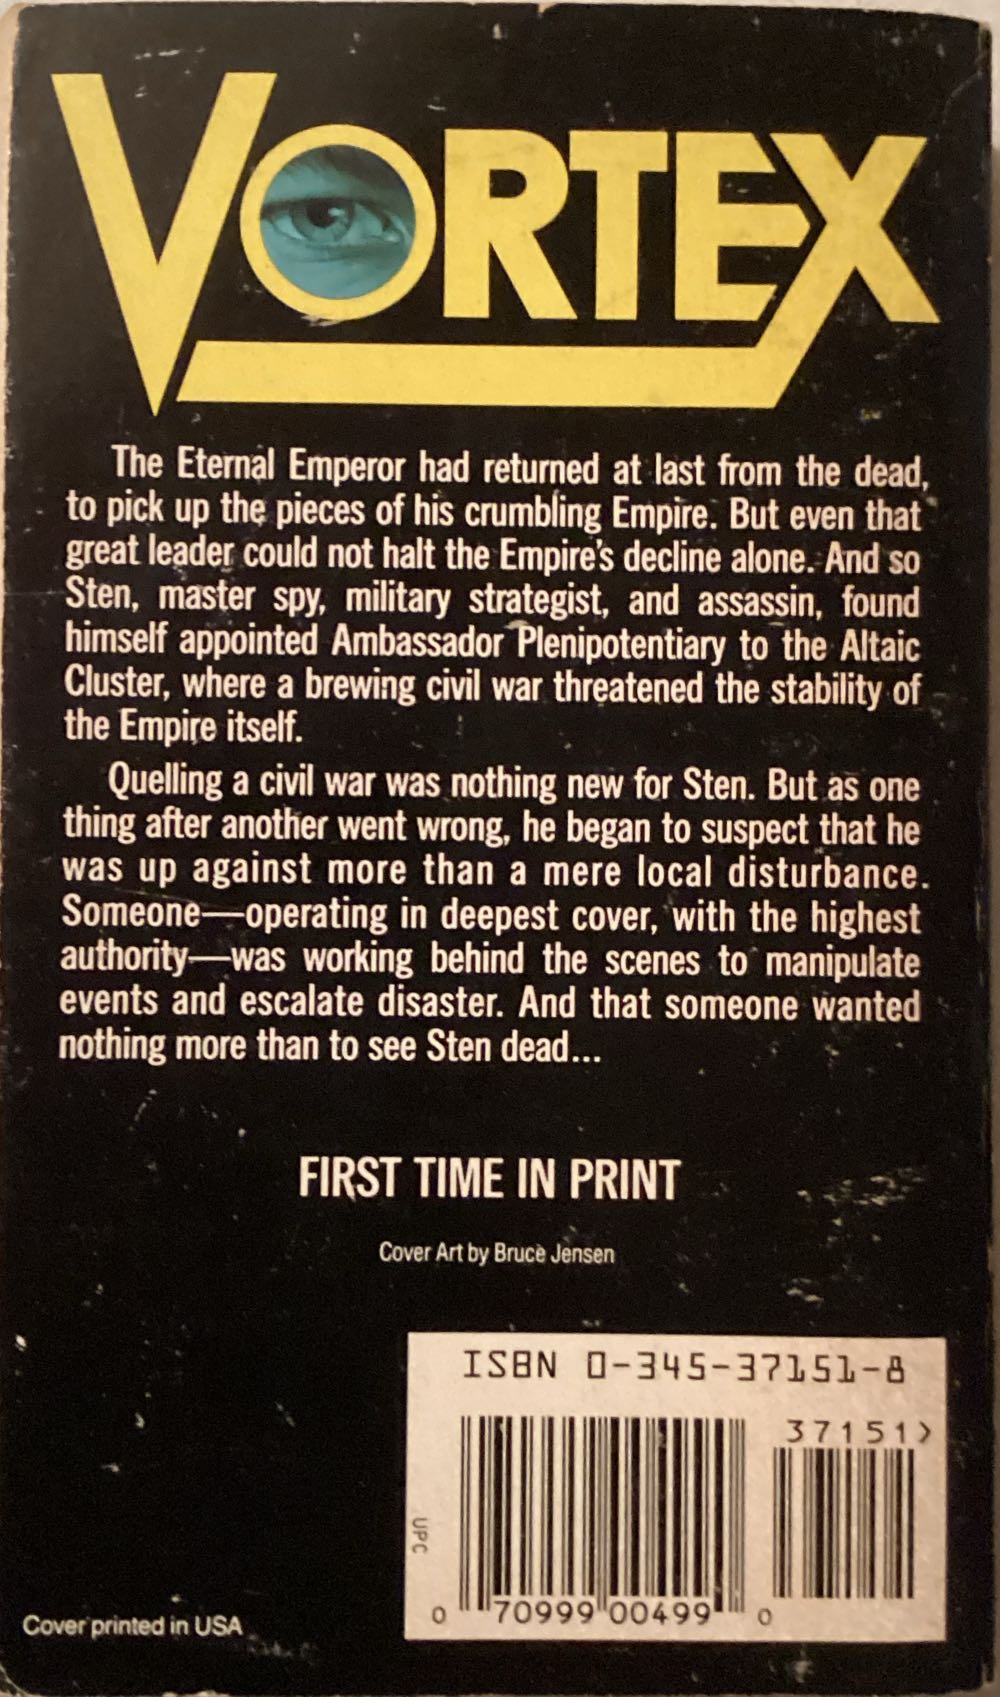 VORTEX
The Eternal Emperor had returned at last from the dead,
to pick up the pieces of his crumbling Empire. But even that
great leader could not halt the Empire's decline alone. And so
Sten, master spy, military strategist, and assassin, found
himself appointed Ambassador Plenipotentiary to the Altaic
Cluster, where a brewing civil war threatened the stability of
the Empire itself.
Quelling a civil war was nothing new for Sten. But as one
thing after another went wrong, he began to suspect that he
was up against more than a mere local disturbance.
Someone—operating in deepest cover, with the highest
authority—was working behind the scenes to manipulate
events and escalate disaster. And that someone wanted
nothing more than to see Sten dead...
FIRST TIME IN PRINT
Cover Art by Bruce Jensen
ISBN 0-345-37151-8
37151>
UPC
0 70999 00499 0
Cover printed in USA